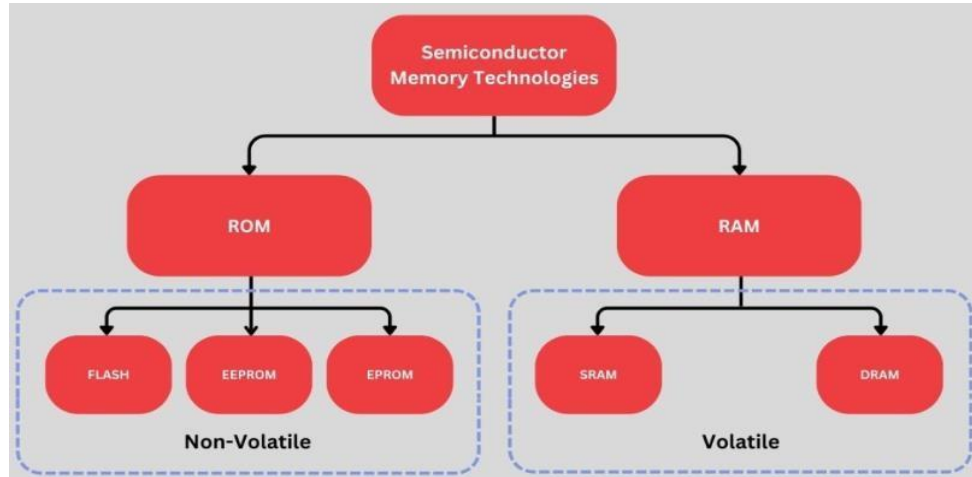 Semiconductor
Memory Technologies
ROM
RAM
FLASH
EEPROM
EPROM
SRAM
DRAM
Non-Volatile
Volatile